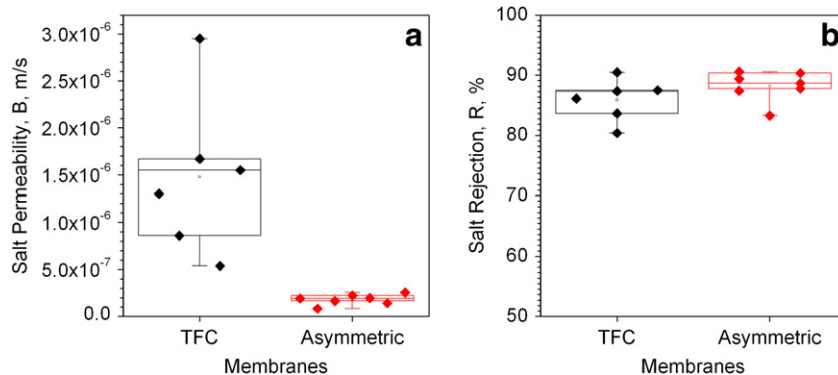 a
Salt Permeability, B, m/s
3.0x10⁻⁶
2.5x10⁻⁶
2.0x10⁻⁶
1.5x10⁻⁶
1.0x10⁻⁶
5.0x10⁻⁷
0.0
TFC Asymmetric
Membranes
b
Salt Rejection, R, %
100
90
80
70
60
50
TFC Asymmetric
Membranes